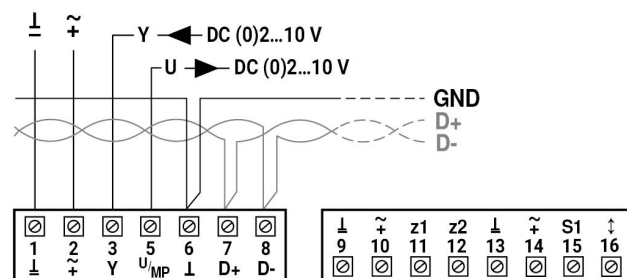 ⊥ ~
− +
Y DC (0)2...10 V
U DC (0)2...10 V
GND
D+
D-
1 2 3 5 6 7 8
⊥ ~ Y U/MP ⊥ D+ D-
⊥ ~ z1 z2 ⊥ ~ S1 ↕
9 10 11 12 13 14 15 16